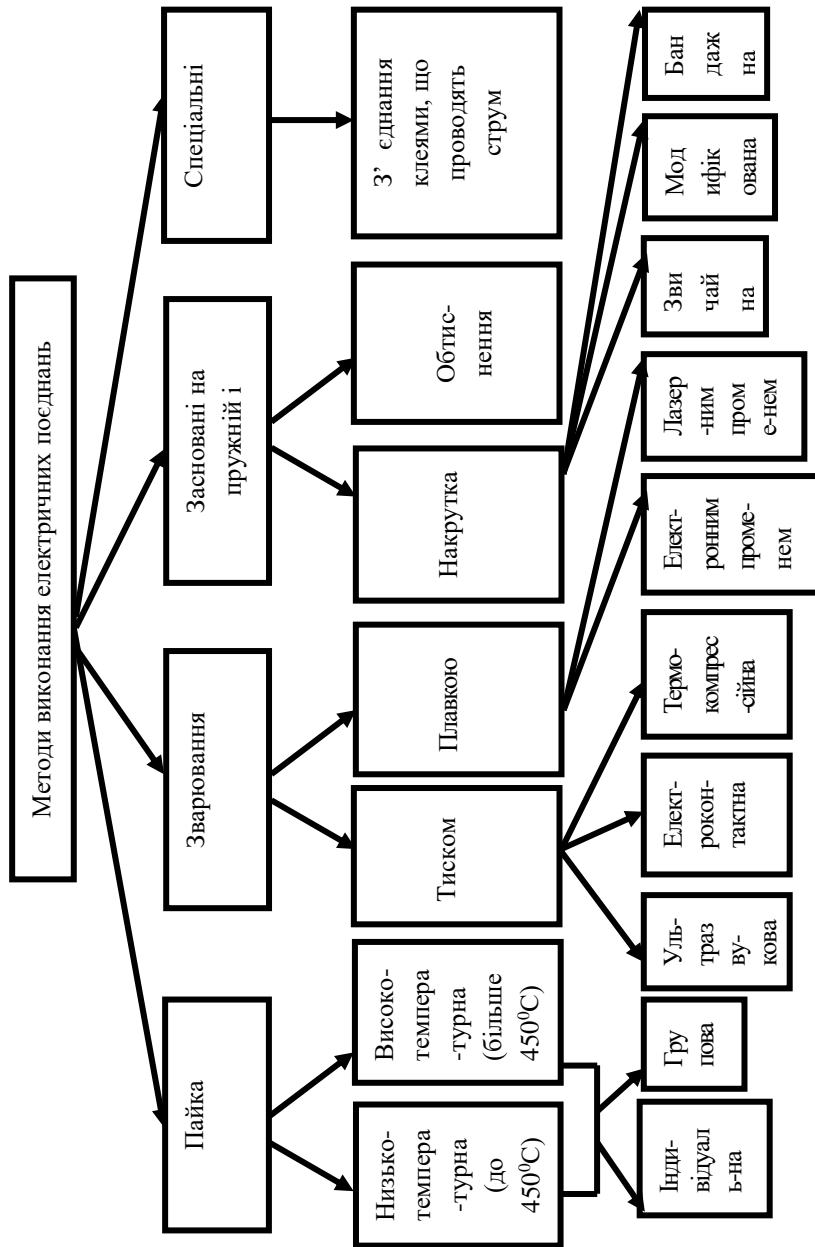 Методи виконання електричних поєднань
Пайка
Зварювання
Засновані на
пружній і
Спеціальні
Низько-
темпера
-турна
(до
450⁰С)
Високо-
темпера
-турна
(більше
450⁰С)
Тиском
Плавкою
Накрутка
Обтис-
нення
З’ єднання
клеями, що
проводять
струм
Інди-
відуал
ь-на
Гру
пова
Уль-
траз
ву-
кова
Елект-
рокон-
тактна
Термо-
компрес
-сійна
Елект-
ронним
проме-
нем
Лазер-
-ним
пром
е-нем
Зви
чай
на
Мод
ифік
ована
Бан
даж
на